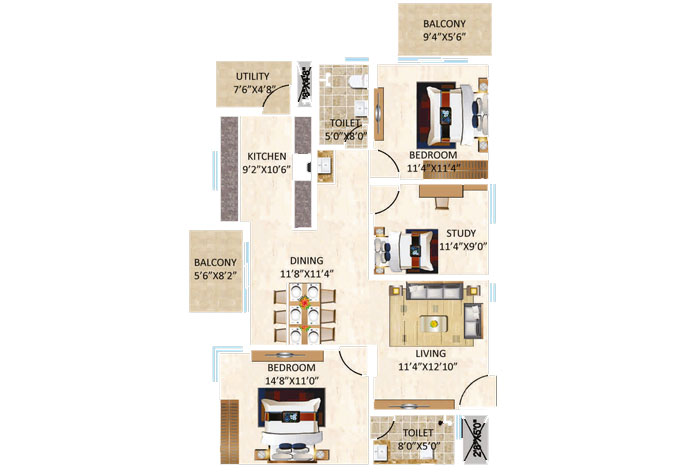 BALCONY
9'4"X5'6"
UTILITY
7'6"X4'8"
TOILET
5'0"X8'0"
KITCHEN
9'2"X10'6"
BEDROOM
11'4"X11'4"
STUDY
11'4"X9'0"
BALCONY
5'6"X8'2"
DINING
11'8"X11'4"
LIVING
11'4"X12'10"
BEDROOM
14'8"X11'0"
TOILET
8'0"X5'0"